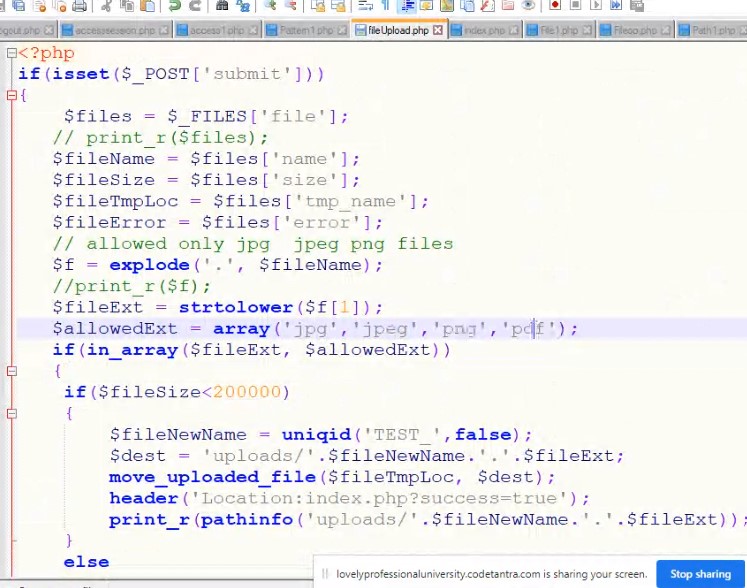 gout.php accesssession.php access1.php Pattern1.php fileUpload.php index.php File1.php Fileso.php Path1.php
<?php
if(isset($_POST['submit']))
{
$files = $_FILES['file'];
// print_r($files);
$fileName = $files['name'];
$fileSize = $files['size'];
$fileTmpLoc = $files['tmp_name'];
$fileError = $files['error'];
// allowed only jpg  jpeg png files
$f = explode('.', $fileName);
//print_r($f);
$fileExt = strtolower($f[1]);
$allowedExt = array('jpg','jpeg','png','pdf');
if(in_array($fileExt, $allowedExt))
{
if($fileSize<200000)
{
$fileNewName = uniqid('TEST_',false);
$dest = 'uploads/'.$fileNewName.'.'.$fileExt;
move_uploaded_file($fileTmpLoc, $dest);
header('Location:index.php?success=true');
print_r(pathinfo('uploads/'.$fileNewName.'.'.$fileExt));
}
else
lovelyprofessionaluniversity.codetantra.com is sharing your screen. Stop sharing